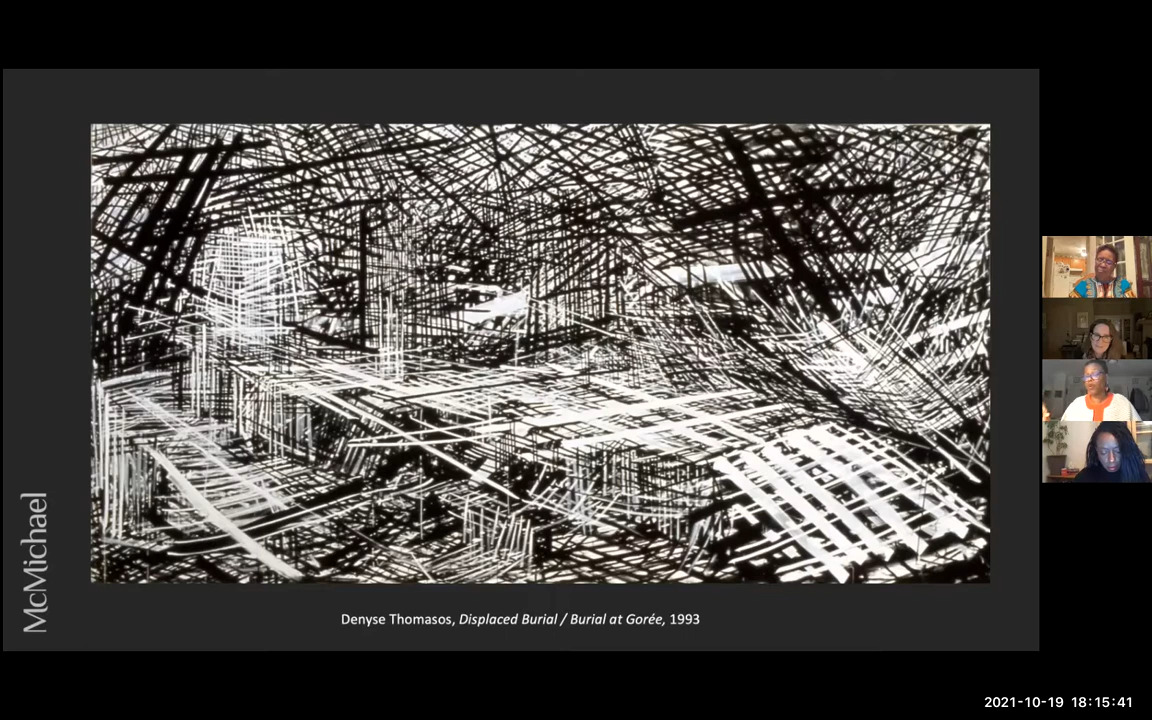 McMichael
Denyse Thomasos, Displaced Burial / Burial at Gorée, 1993
2021-10-19 18:15:41